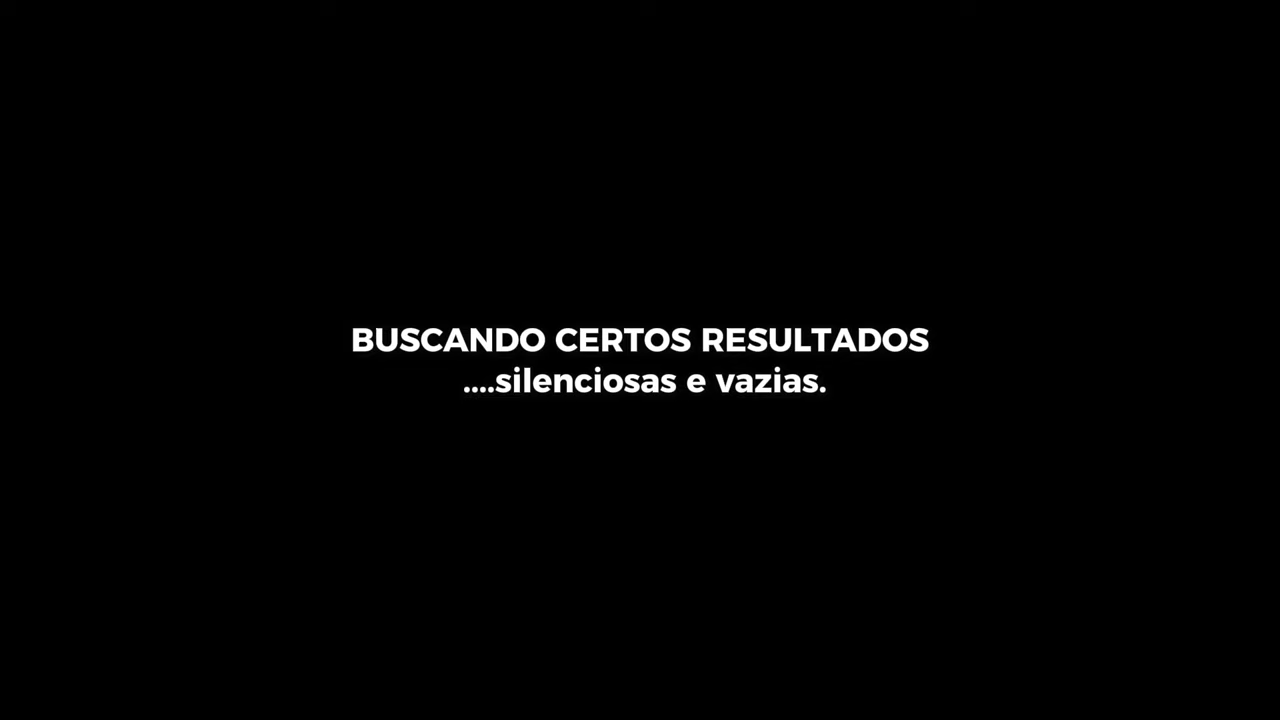 BUSCANDO CERTOS RESULTADOS
....silenciosas e vazias.